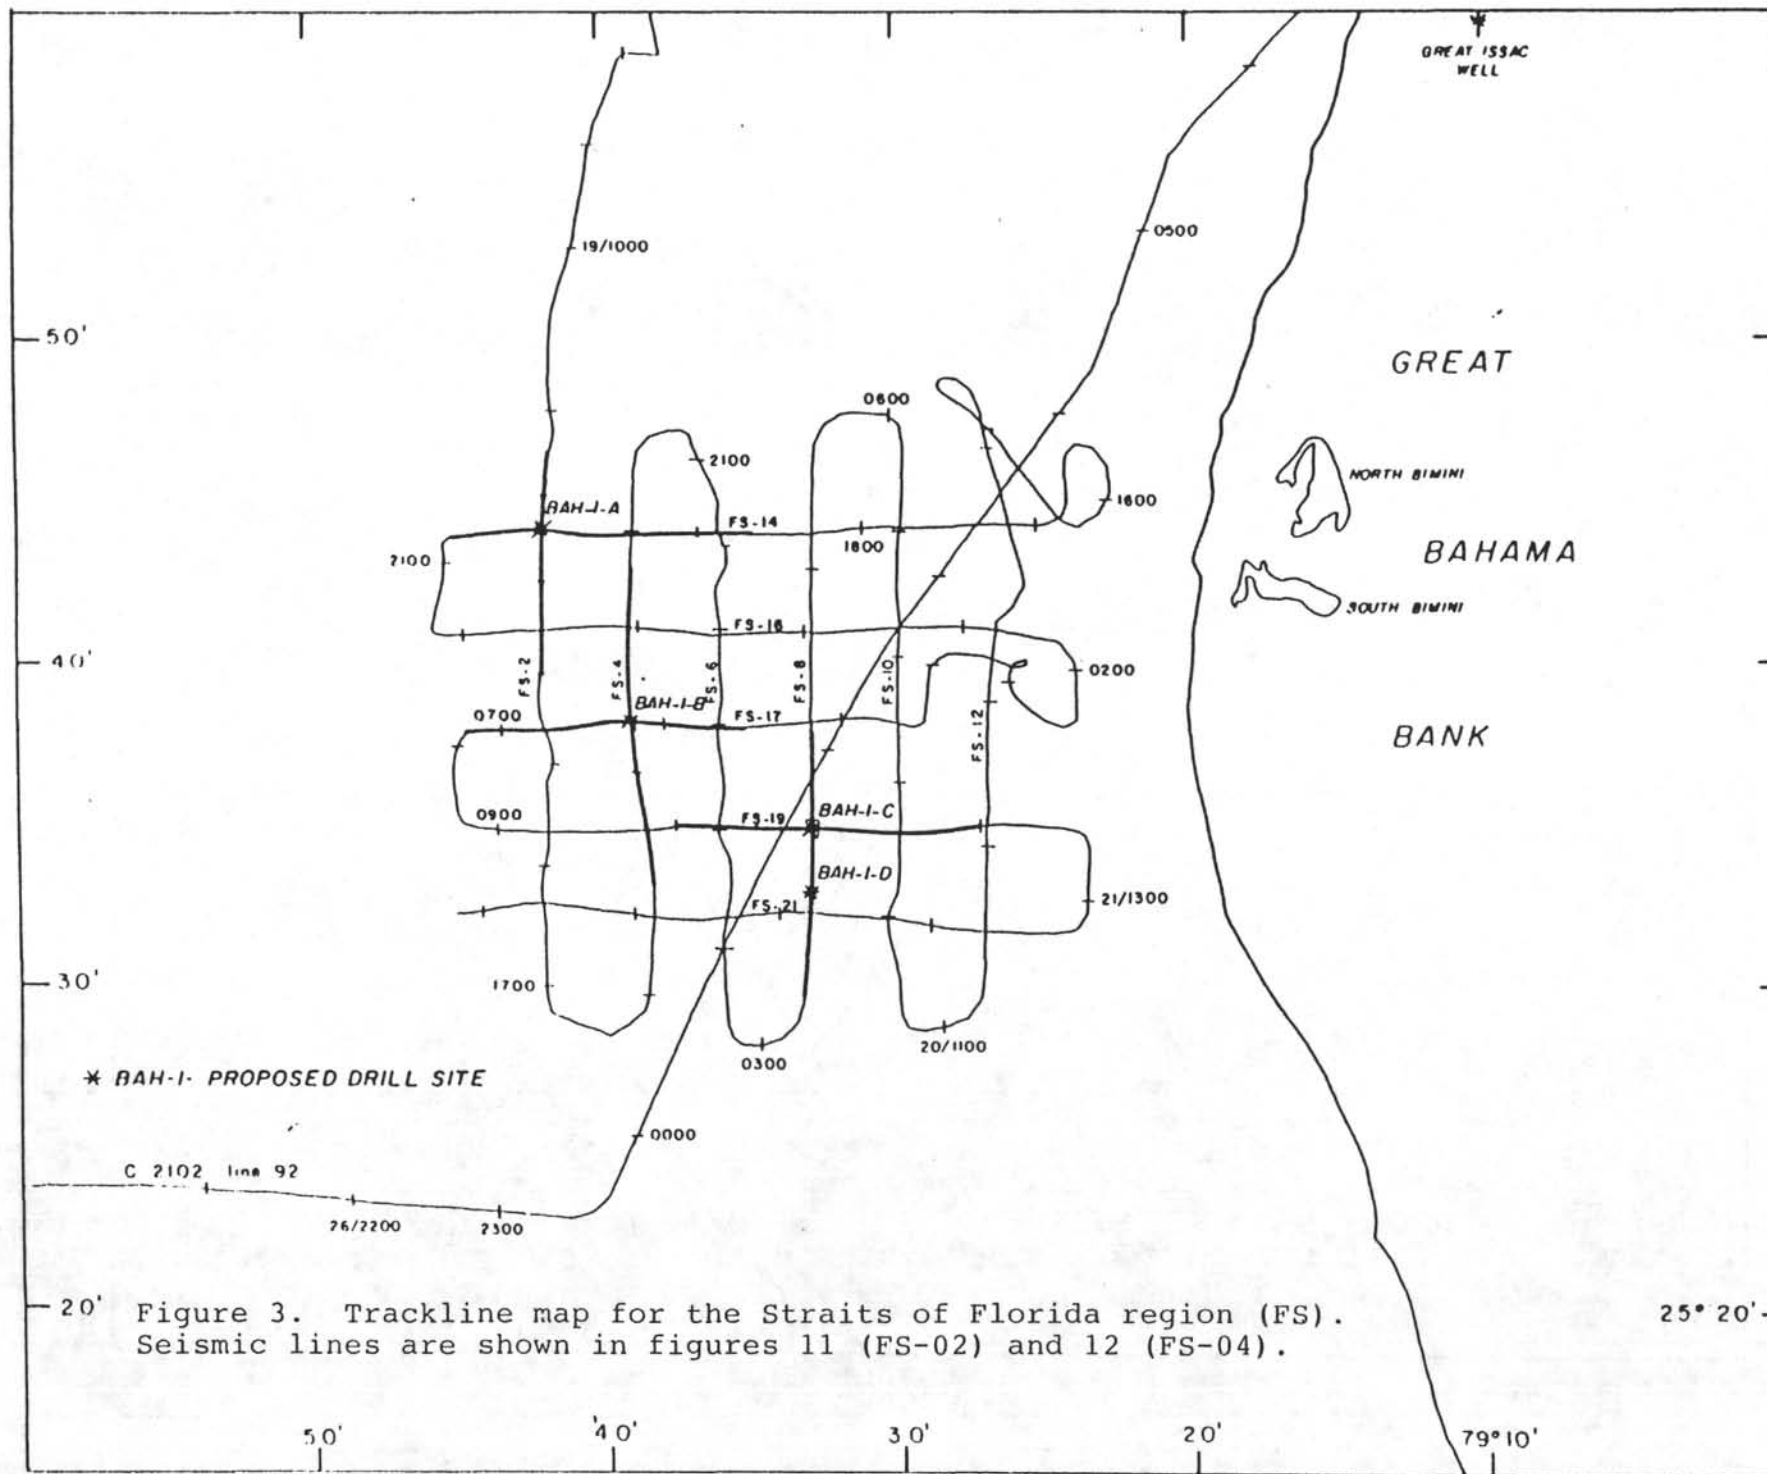 GREAT ISSAC
WELL
19/1000
0500
50'
GREAT
0600
2100
NORTH BIMINI
1600
BAH-1-A
FS-14
1800
2100
BAHAMA
SOUTH BIMINI
FS-16
40'
FS-2
FS-4
FS-6
FS-8
FS-10
0200
BAH-1-B
0700
FS-17
FS-12
BANK
0900
FS-19
BAH-1-C
BAH-1-D
21/1300
FS-21
30'
1700
20/1100
0300
* BAH-1- PROPOSED DRILL SITE
0000
C 2102 line 92
26/2200
2300
20'
Figure 3. Trackline map for the Straits of Florida region (FS).
25° 20'
Seismic lines are shown in figures 11 (FS-02) and 12 (FS-04).
50'
40'
30'
20'
79°10'